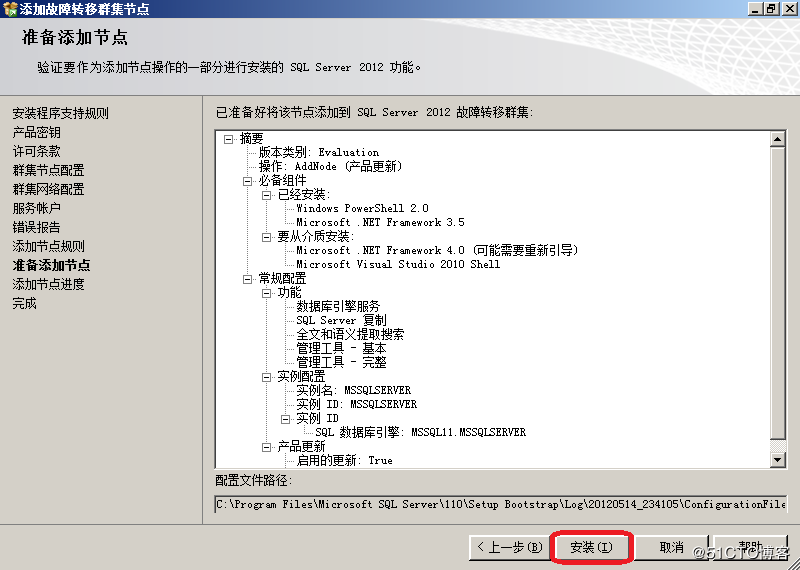 添加故障转移群集节点
准备添加节点
验证要作为添加节点操作的一部分进行安装的 SQL Server 2012 功能。
安装程序支持规则
产品密钥
许可条款
群集节点配置
群集网络配置
服务帐户
错误报告
添加节点规则
准备添加节点
添加节点进度
完成
已准备好将该节点添加到 SQL Server 2012 故障转移群集:
摘要
版本类别: Evaluation
操作: AddNode (产品更新)
必备组件
已经安装:
Windows PowerShell 2.0
Microsoft .NET Framework 3.5
要从介质安装:
Microsoft .NET Framework 4.0 (可能需要重新引导)
Microsoft Visual Studio 2010 Shell
常规配置
功能
数据库引擎服务
SQL Server 复制
全文和语义提取搜索
管理工具 - 基本
管理工具 - 完整
实例配置
实例名: MSSQLSERVER
实例 ID: MSSQLSERVER
实例 ID
SQL 数据库引擎: MSSQL11.MSSQLSERVER
产品更新
启用的更新: True
配置文件路径:
C:\Program Files\Microsoft SQL Server\110\Setup Bootstrap\Log\20120514_234105\ConfigurationFile
< 上一步(B) 安装(I) 取消 帮助
@51CTO博客